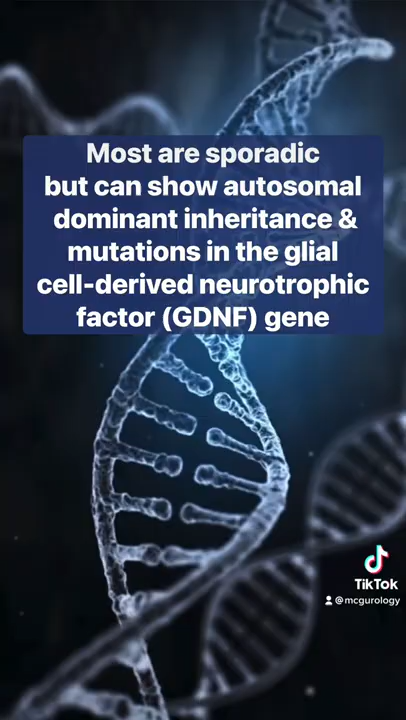 Most are sporadic
but can show autosomal
dominant inheritance &
mutations in the glial
cell-derived neurotrophic
factor (GDNF) gene
TikTok
@mcgurology